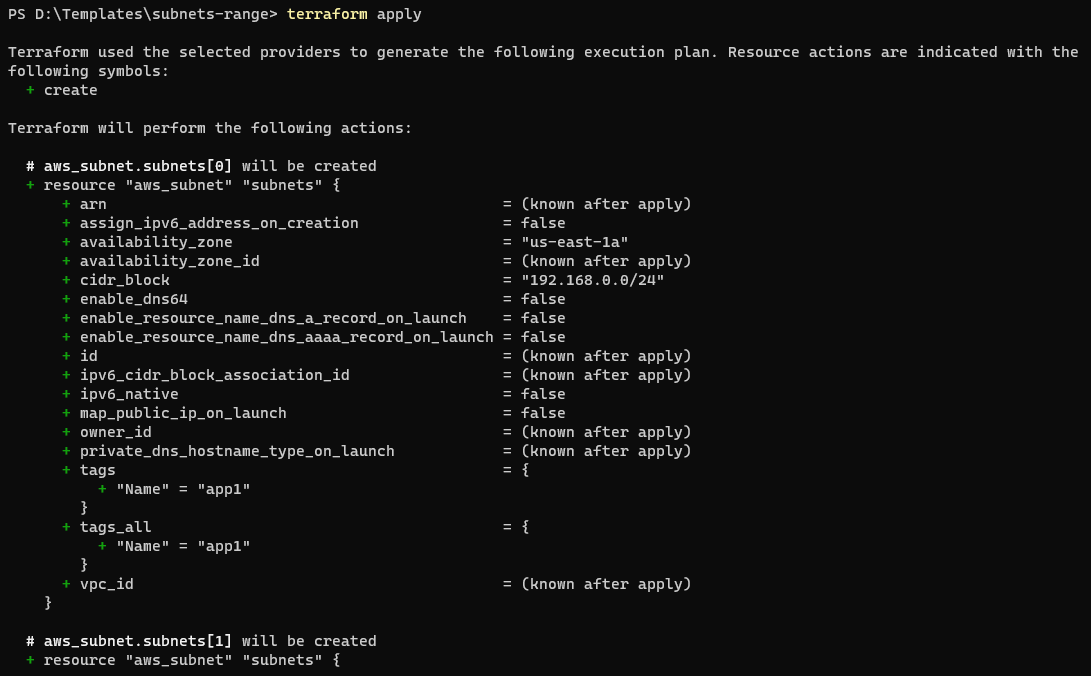 PS D:\Templates\subnets-range> terraform apply
Terraform used the selected providers to generate the following execution plan. Resource actions are indicated with the
following symbols:
  + create
Terraform will perform the following actions:
  # aws_subnet.subnets[0] will be created
  + resource "aws_subnet" "subnets" {
      + arn                                            = (known after apply)
      + assign_ipv6_address_on_creation                = false
      + availability_zone                              = "us-east-1a"
      + availability_zone_id                           = (known after apply)
      + cidr_block                                     = "192.168.0.0/24"
      + enable_dns64                                   = false
      + enable_resource_name_dns_a_record_on_launch    = false
      + enable_resource_name_dns_aaaa_record_on_launch = false
      + id                                             = (known after apply)
      + ipv6_cidr_block_association_id                 = (known after apply)
      + ipv6_native                                    = false
      + map_public_ip_on_launch                        = false
      + owner_id                                       = (known after apply)
      + private_dns_hostname_type_on_launch            = (known after apply)
      + tags                                           = {
          + "Name" = "app1"
        }
      + tags_all                                       = {
          + "Name" = "app1"
        }
      + vpc_id                                         = (known after apply)
    }
  # aws_subnet.subnets[1] will be created
  + resource "aws_subnet" "subnets" {